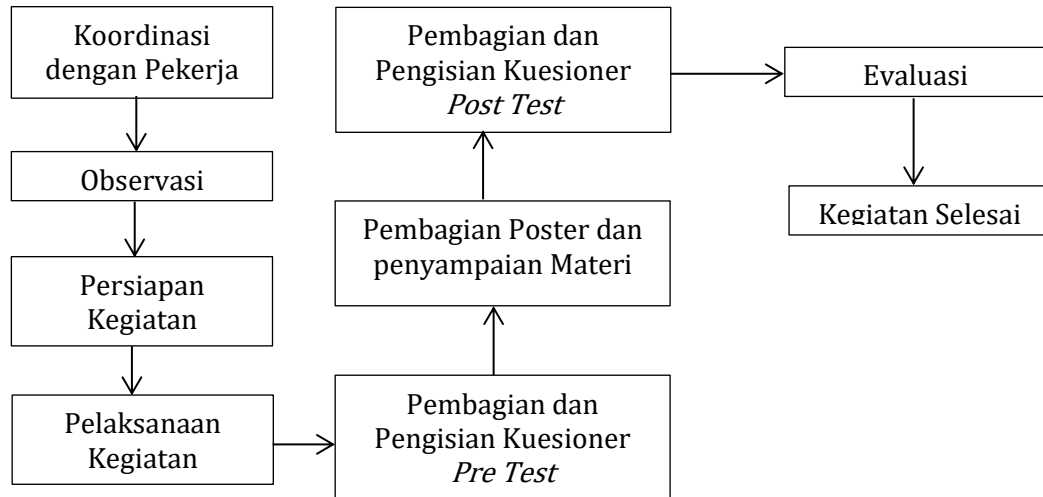 Koordinasi
dengan Pekerja
Observasi
Persiapan
Kegiatan
Pelaksanaan
Kegiatan
Pembagian dan
Pengisian Kuesioner
Pre Test
Pembagian Poster dan
penyampaian Materi
Pembagian dan
Pengisian Kuesioner
Post Test
Evaluasi
Kegiatan Selesai